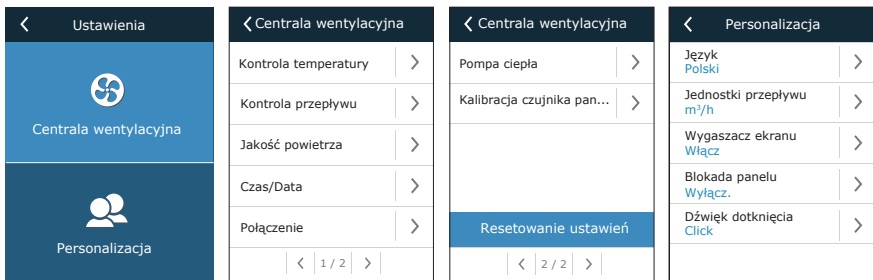 Ustawienia
Centrala wentylacyjna
Personalizacja
Centrala wentylacyjna
Kontrola temperatury
Kontrola przepływu
Jakość powietrza
Czas/Data
Połączenie
1 / 2
Centrala wentylacyjna
Pompa ciepła
Kalibracja czujnika pan...
Resetowanie ustawień
2 / 2
Personalizacja
Język
Polski
Jednostki przepływu
m³/h
Wygaszacz ekranu
Włącz
Blokada panelu
Wyłącz.
Dźwięk dotknięcia
Click